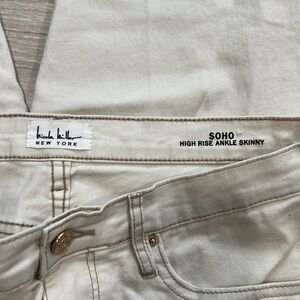 nicole miller
NEW YORK
SOHO
HIGH RISE ANKLE SKINNY